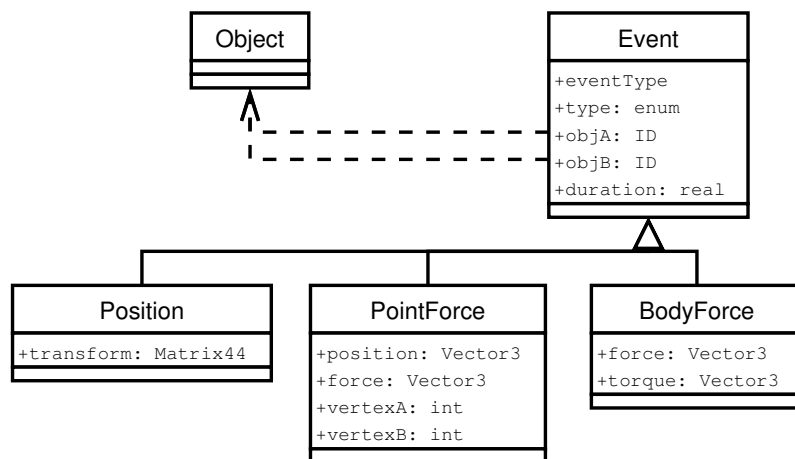 Object
Event
+eventType
+type: enum
+objA: ID
+objB: ID
+duration: real
Position
+transform: Matrix44
PointForce
+position: Vector3
+force: Vector3
+vertexA: int
+vertexB: int
BodyForce
+force: Vector3
+torque: Vector3